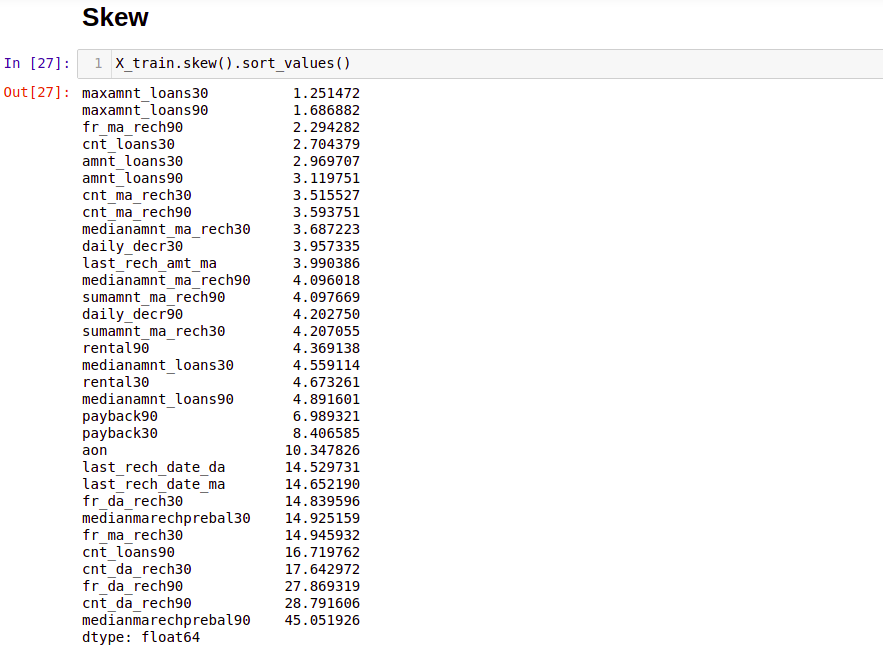 Skew
In [27]: 1 X_train.skew().sort_values()
Out[27]: maxamnt_loans30 1.251472
maxamnt_loans90 1.686882
fr_ma_rech90 2.294282
cnt_loans30 2.704379
amnt_loans30 2.969707
amnt_loans90 3.119751
cnt_ma_rech30 3.515527
cnt_ma_rech90 3.593751
medianamnt_ma_rech30 3.687223
daily_decr30 3.957335
last_rech_amt_ma 3.990386
medianamnt_ma_rech90 4.096018
sumamnt_ma_rech90 4.097669
daily_decr90 4.202750
sumamnt_ma_rech30 4.207055
rental90 4.369138
medianamnt_loans30 4.559114
rental30 4.673261
medianamnt_loans90 4.891601
payback90 6.989321
payback30 8.406585
aon 10.347826
last_rech_date_da 14.529731
last_rech_date_ma 14.652190
fr_da_rech30 14.839596
medianmarechprebal30 14.925159
fr_ma_rech30 14.945932
cnt_loans90 16.719762
cnt_da_rech30 17.642972
fr_da_rech90 27.869319
cnt_da_rech90 28.791606
medianmarechprebal90 45.051926
dtype: float64